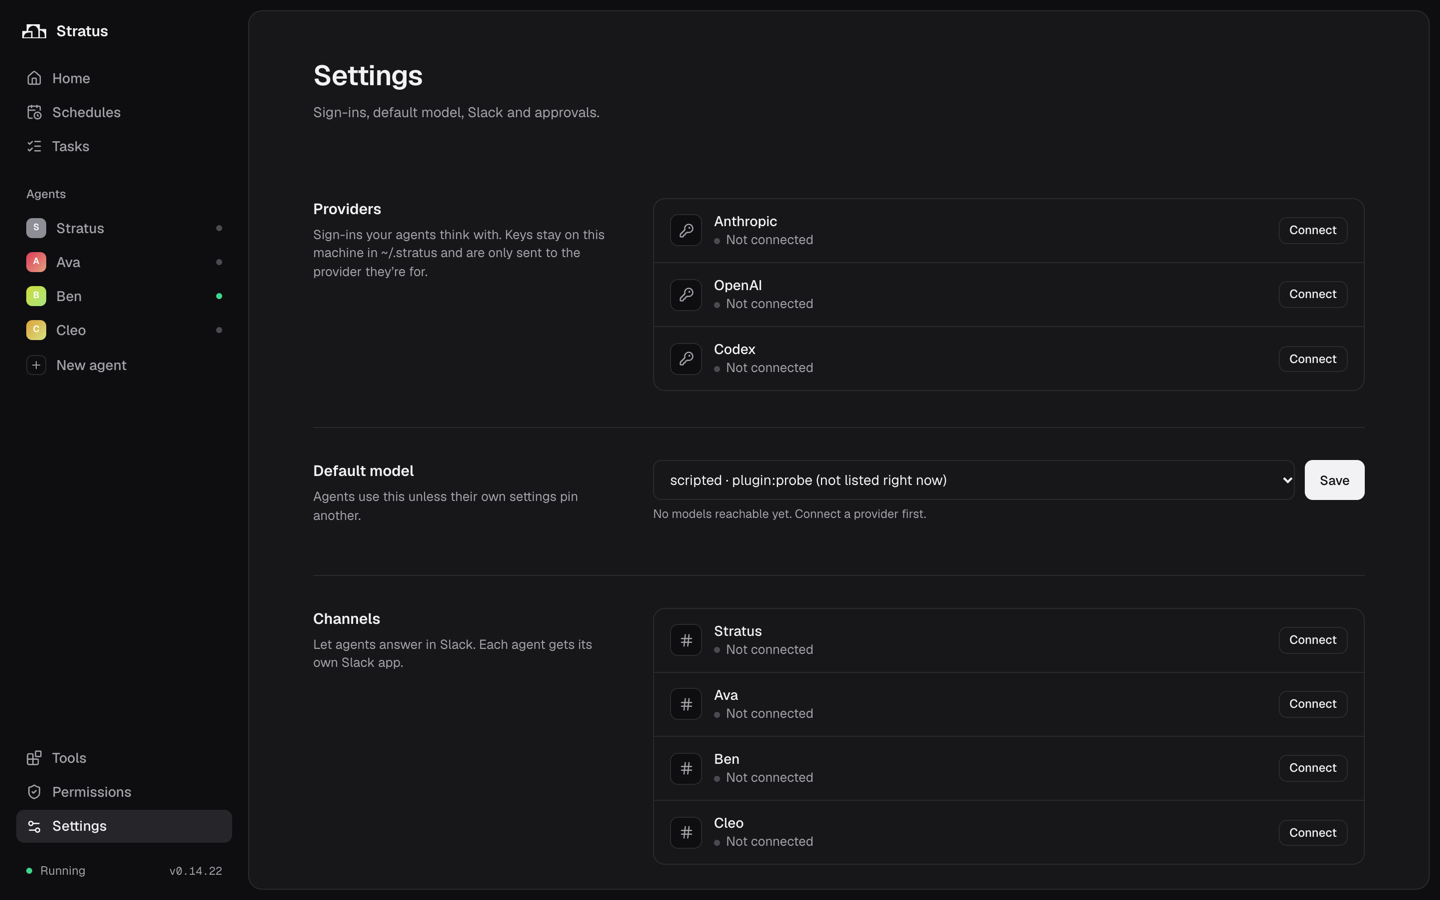 Stratus
Home
Schedules
Tasks
Agents
S Stratus
A Ava
B Ben
C Cleo
New agent
Tools
Permissions
Settings
Running v0.14.22
Settings
Sign-ins, default model, Slack and approvals.
Providers
Sign-ins your agents think with. Keys stay on this
machine in ~/.stratus and are only sent to the
provider they’re for.
Anthropic
Not connected
Connect
OpenAI
Not connected
Connect
Codex
Not connected
Connect
Default model
Agents use this unless their own settings pin
another.
scripted · plugin:probe (not listed right now)
Save
No models reachable yet. Connect a provider first.
Channels
Let agents answer in Slack. Each agent gets its
own Slack app.
Stratus
Not connected
Connect
Ava
Not connected
Connect
Ben
Not connected
Connect
Cleo
Not connected
Connect